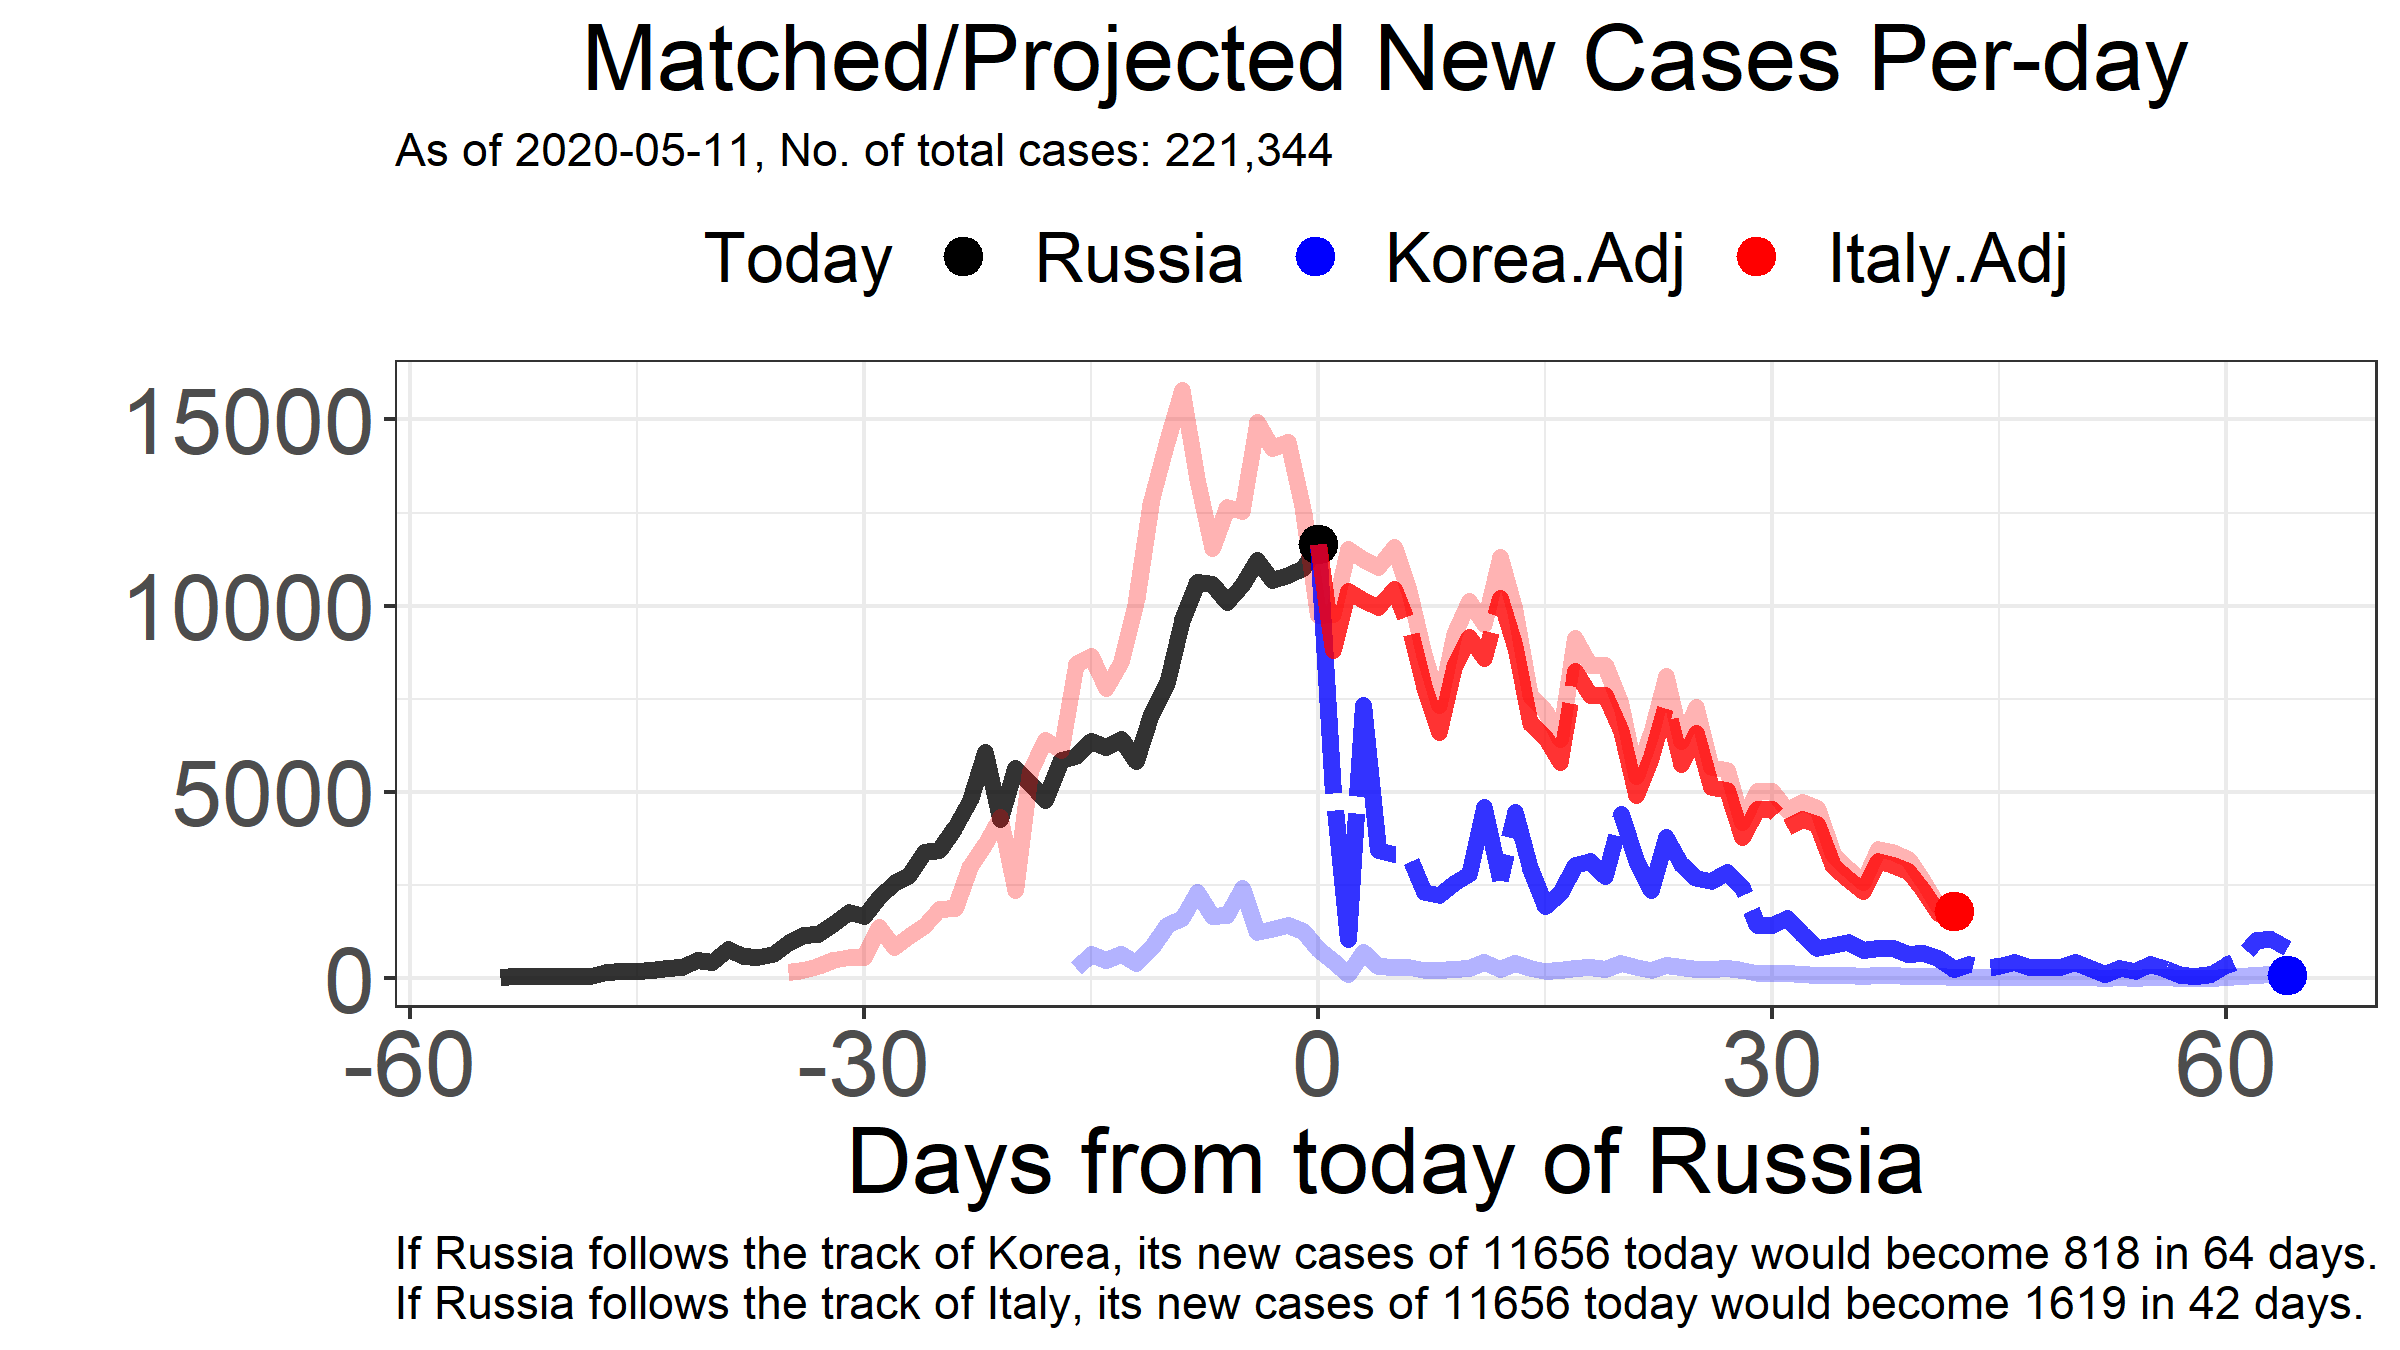 Matched/Projected New Cases Per-day
As of 2020-05-11, No. of total cases: 221,344
Today Russia Korea.Adj Italy.Adj
15000
10000
5000
0
-60 -30 0 30 60
Days from today of Russia
If Russia follows the track of Korea, its new cases of 11656 today would become 818 in 64 days.
If Russia follows the track of Italy, its new cases of 11656 today would become 1619 in 42 days.